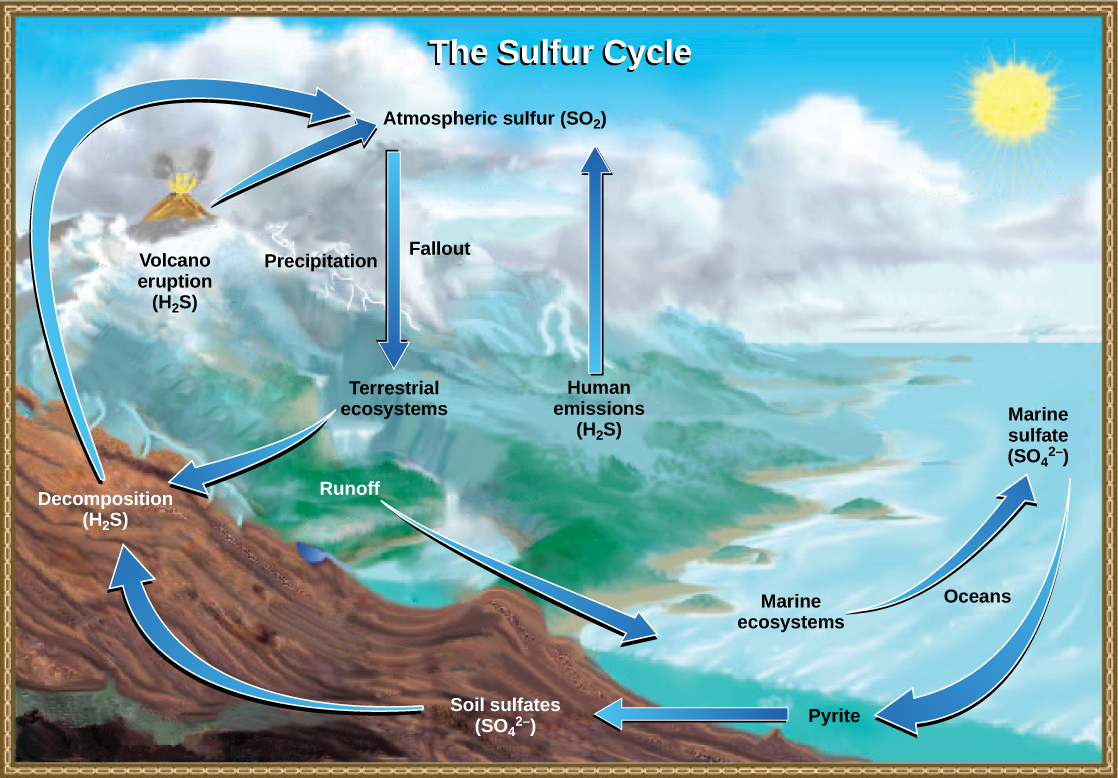 The Sulfur Cycle
Atmospheric sulfur (SO₂)
Volcano
eruption
(H₂S)
Precipitation
Fallout
Terrestrial
ecosystems
Human
emissions
(H₂S)
Marine
sulfate
(SO₄²⁻)
Decomposition
(H₂S)
Runoff
Marine
ecosystems
Oceans
Soil sulfates
(SO₄²⁻)
Pyrite